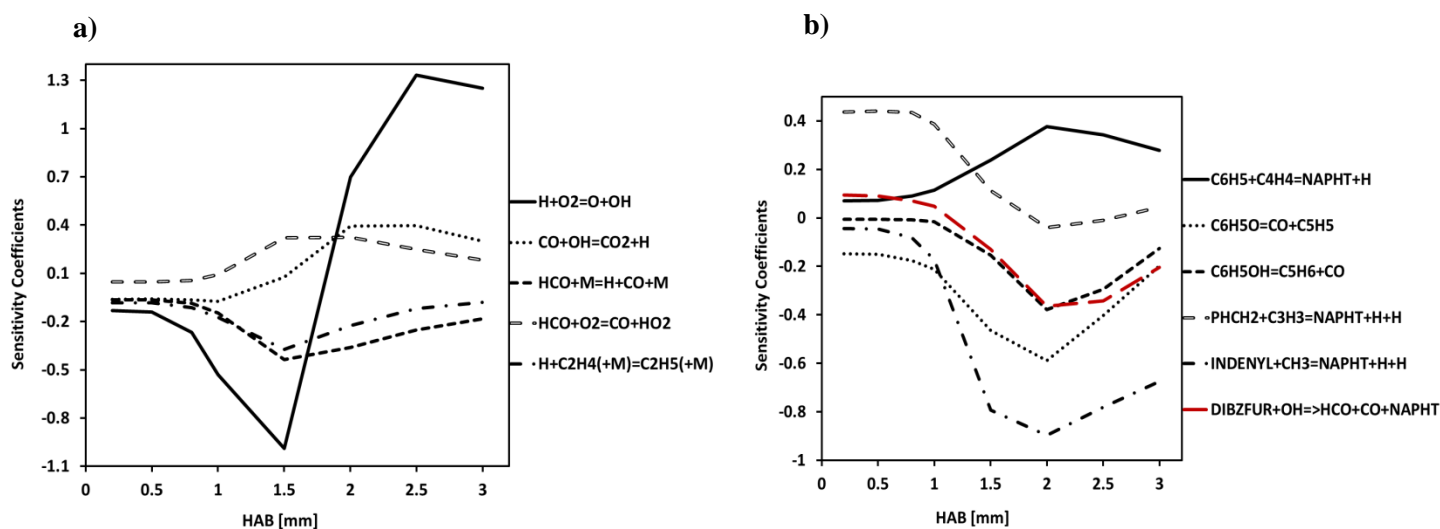 a)
1.3
1
0.7
0.4
0.1
-0.2
-0.5
-0.8
-1.1
Sensitivity Coefficients
0
0.5
1
1.5
2
2.5
3
HAB [mm]
H+O2=O+OH
CO+OH=CO2+H
HCO+M=H+CO+M
HCO+O2=CO+HO2
H+C2H4(+M)=C2H5(+M)
b)
0.4
0.2
0
-0.2
-0.4
-0.6
-0.8
-1
Sensitivity Coefficients
0
0.5
1
1.5
2
2.5
3
HAB [mm]
C6H5+C4H4=NAPHT+H
C6H5O=CO+C5H5
C6H5OH=C5H6+CO
PHCH2+C3H3=NAPHT+H+H
INDENYL+CH3=NAPHT+H+H
DIBZFUR+OH=>HCO+CO+NAPHT